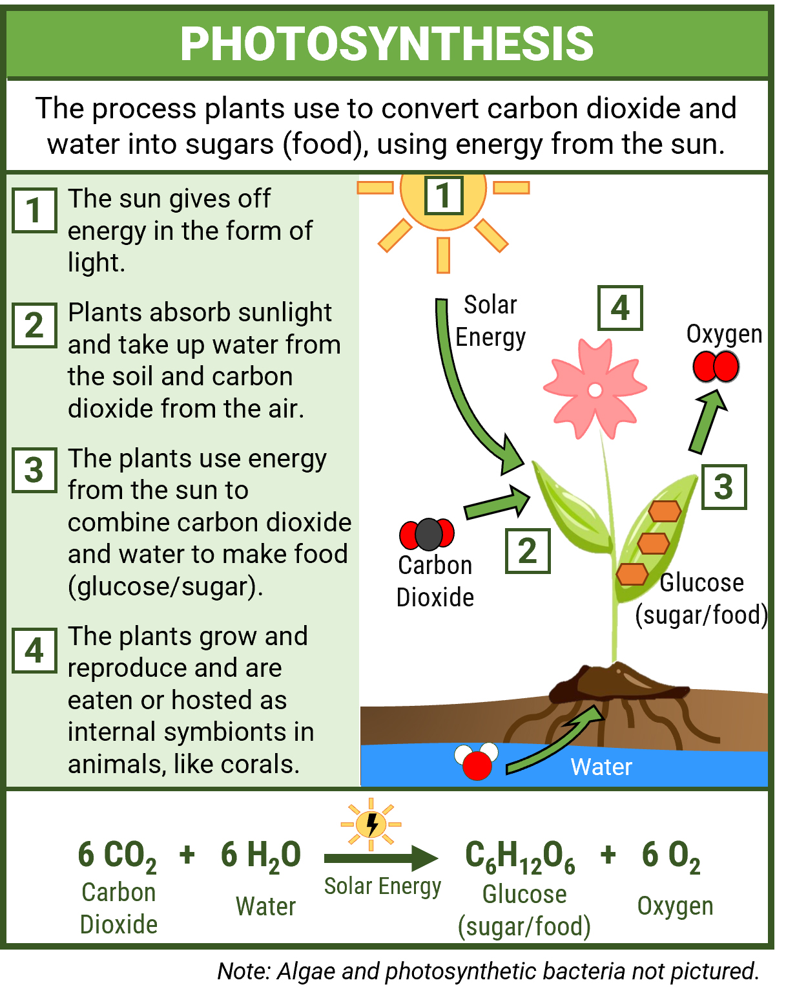 PHOTOSYNTHESIS
The process plants use to convert carbon dioxide and
water into sugars (food), using energy from the sun.
1
The sun gives off
energy in the form of
light.
2
Plants absorb sunlight
and take up water from
the soil and carbon
dioxide from the air.
3
The plants use energy
from the sun to
combine carbon dioxide
and water to make food
(glucose/sugar).
4
The plants grow and
reproduce and are
eaten or hosted as
internal symbionts in
animals, like corals.
1
Solar
Energy
4
Oxygen
3
2
Carbon
Dioxide
Glucose
(sugar/food)
Water
6 CO₂ + 6 H₂O C₆H₁₂O₆ + 6 O₂
Carbon
Dioxide
Water
Solar Energy
Glucose
(sugar/food)
Oxygen
Note: Algae and photosynthetic bacteria not pictured.